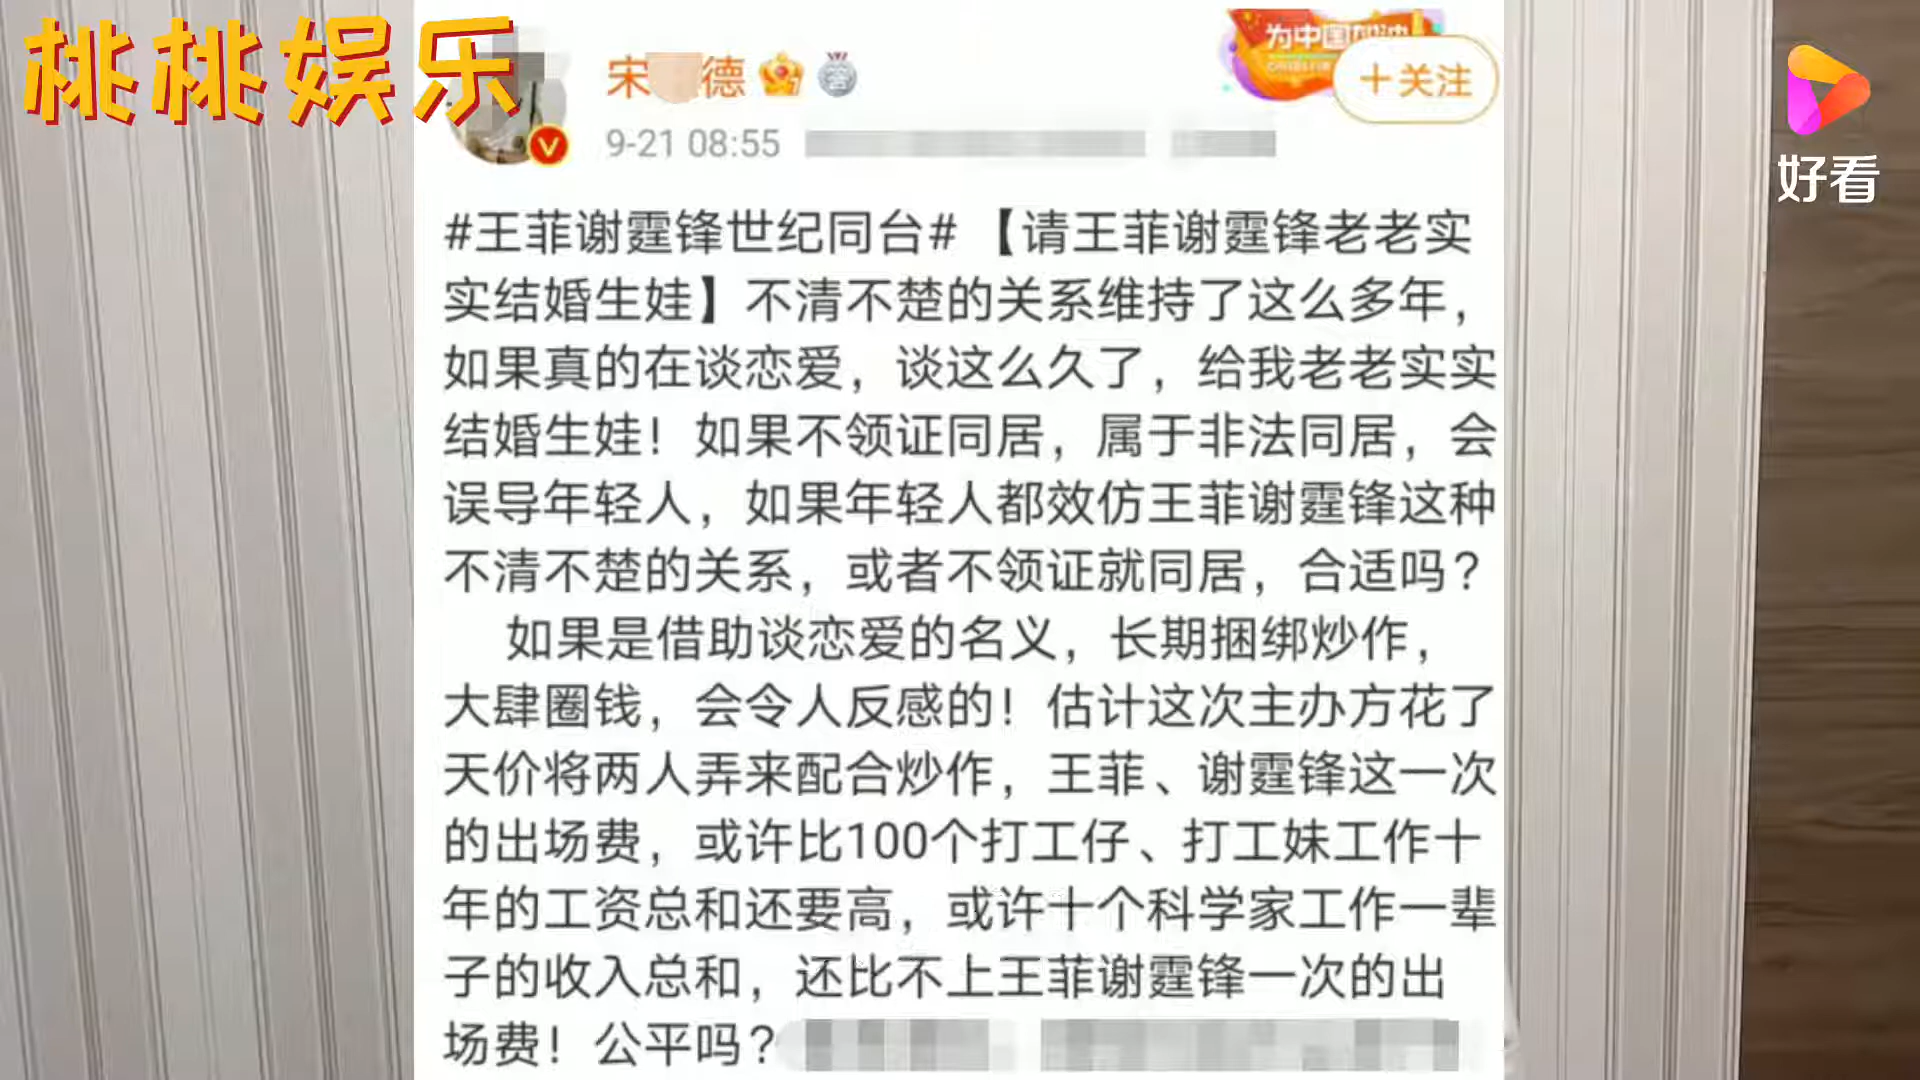 桃桃娱乐
宋 德
9-21 08:55
为中国加油
+关注
好看
#王菲谢霆锋世纪同台# 【请王菲谢霆锋老老实
实结婚生娃】不清不楚的关系维持了这么多年，
如果真的在谈恋爱，谈这么久了，给我老老实实
结婚生娃！如果不领证同居，属于非法同居，会
误导年轻人，如果年轻人都效仿王菲谢霆锋这种
不清不楚的关系，或者不领证就同居，合适吗？
如果是借助谈恋爱的名义，长期捆绑炒作，
大肆圈钱，会令人反感的！估计这次主办方花了
天价将两人弄来配合炒作，王菲、谢霆锋这一次
的出场费，或许比100个打工仔、打工妹工作十
年的工资总和还要高，或许十个科学家工作一辈
子的收入总和，还比不上王菲谢霆锋一次的出
场费！公平吗？